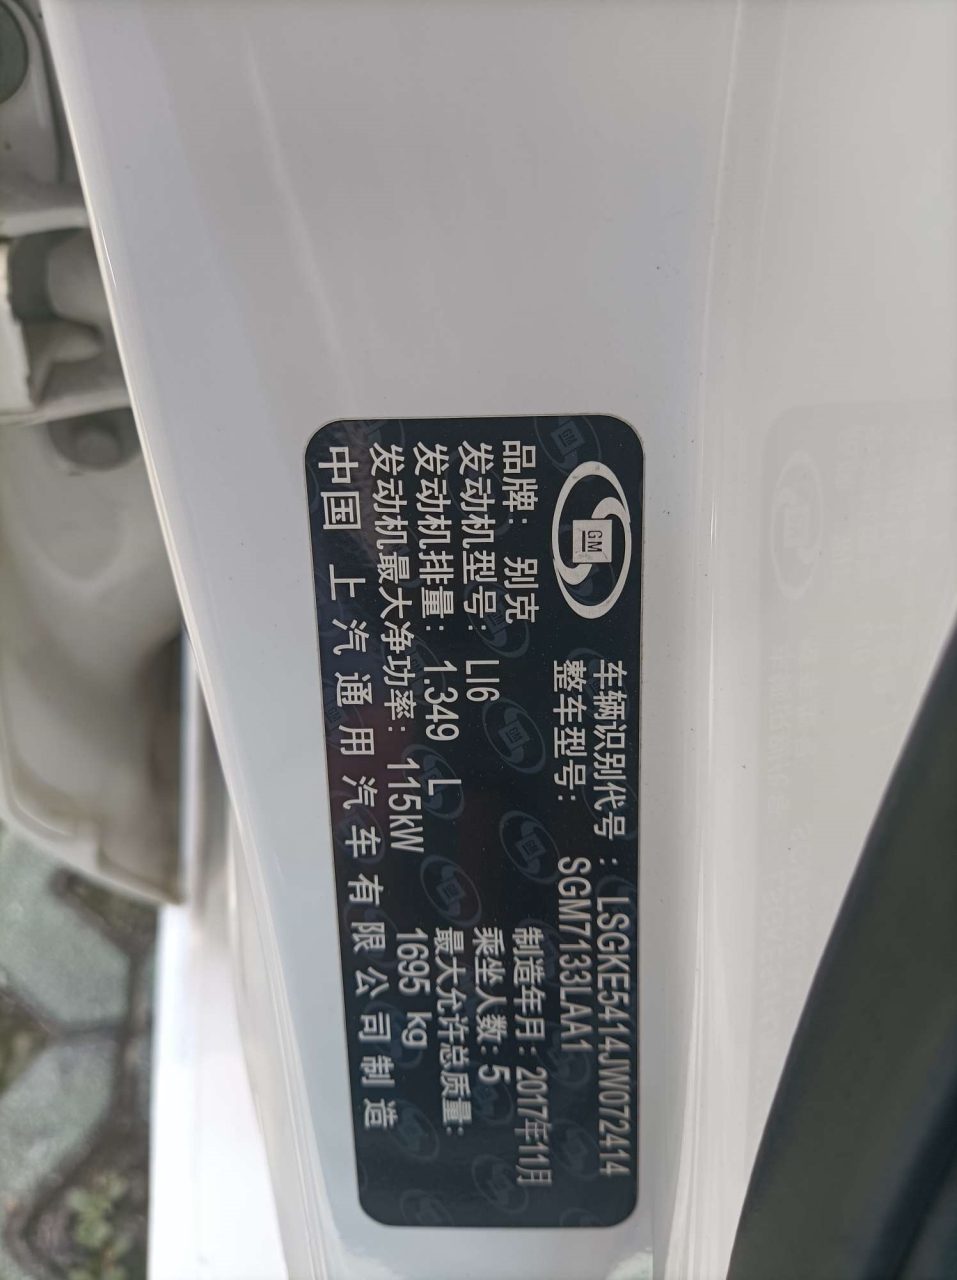 GM
车辆识别代号:LSGKE5414JW072414
整车型号: SGM7133LAA1
品牌: 别克
制造年月: 2017年11月
发动机型号: LI6
乘坐人数: 5
发动机排量: 1.349 L
最大允许总质量:
发动机最大净功率: 115kW
1695 kg
中国 上汽通用汽车有限公司制造